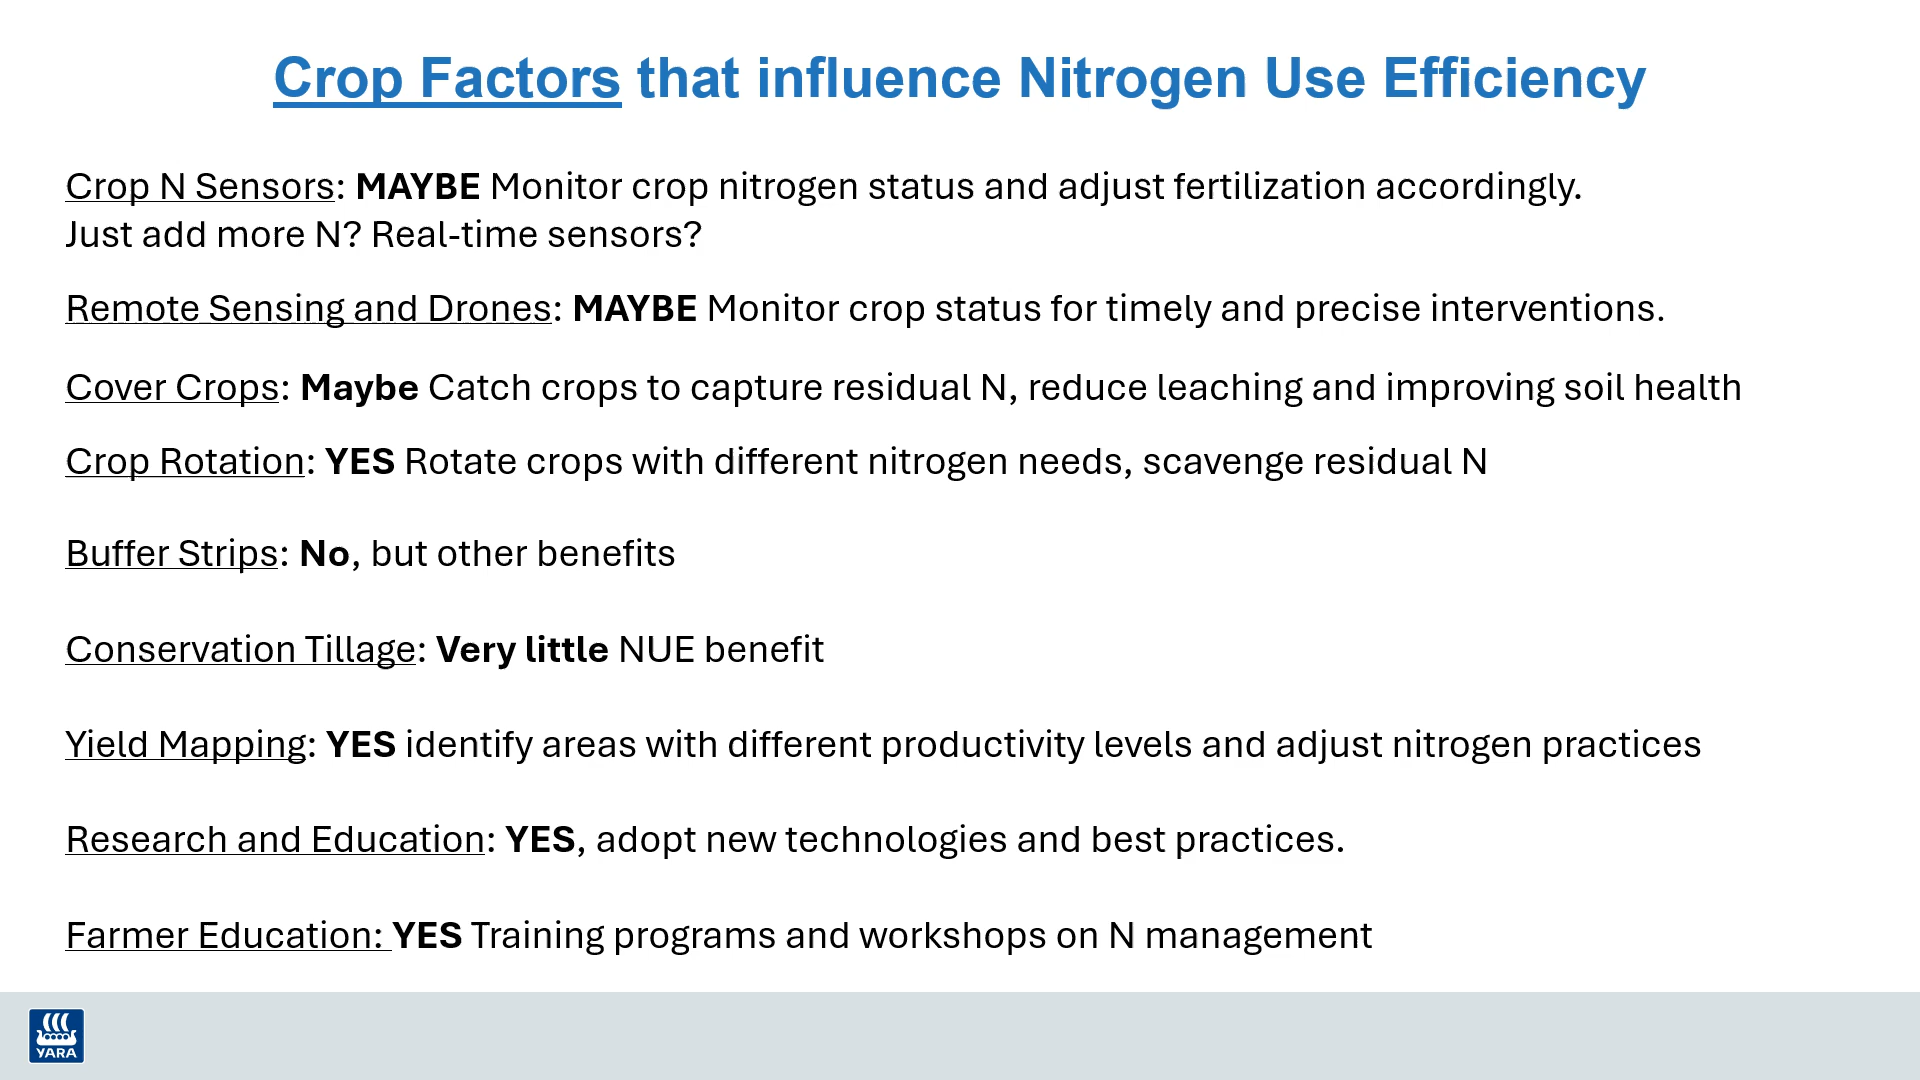 Crop Factors that influence Nitrogen Use Efficiency
Crop N Sensors: MAYBE Monitor crop nitrogen status and adjust fertilization accordingly.
Just add more N? Real-time sensors?
Remote Sensing and Drones: MAYBE Monitor crop status for timely and precise interventions.
Cover Crops: Maybe Catch crops to capture residual N, reduce leaching and improving soil health
Crop Rotation: YES Rotate crops with different nitrogen needs, scavenge residual N
Buffer Strips: No, but other benefits
Conservation Tillage: Very little NUE benefit
Yield Mapping: YES identify areas with different productivity levels and adjust nitrogen practices
Research and Education: YES, adopt new technologies and best practices.
Farmer Education: YES Training programs and workshops on N management
YARA